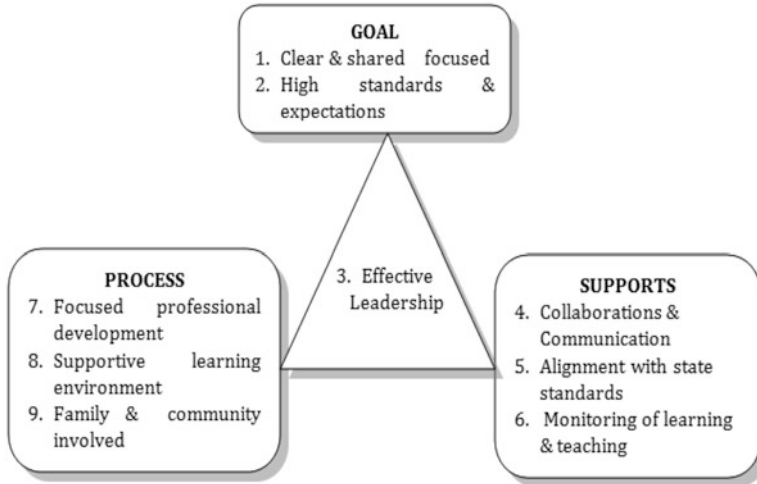 GOAL
1. Clear & shared focused
2. High standards &
expectations
3. Effective
Leadership
PROCESS
7. Focused professional
development
8. Supportive learning
environment
9. Family & community
involved
SUPPORTS
4. Collaborations &
Communication
5. Alignment with state
standards
6. Monitoring of learning
& teaching